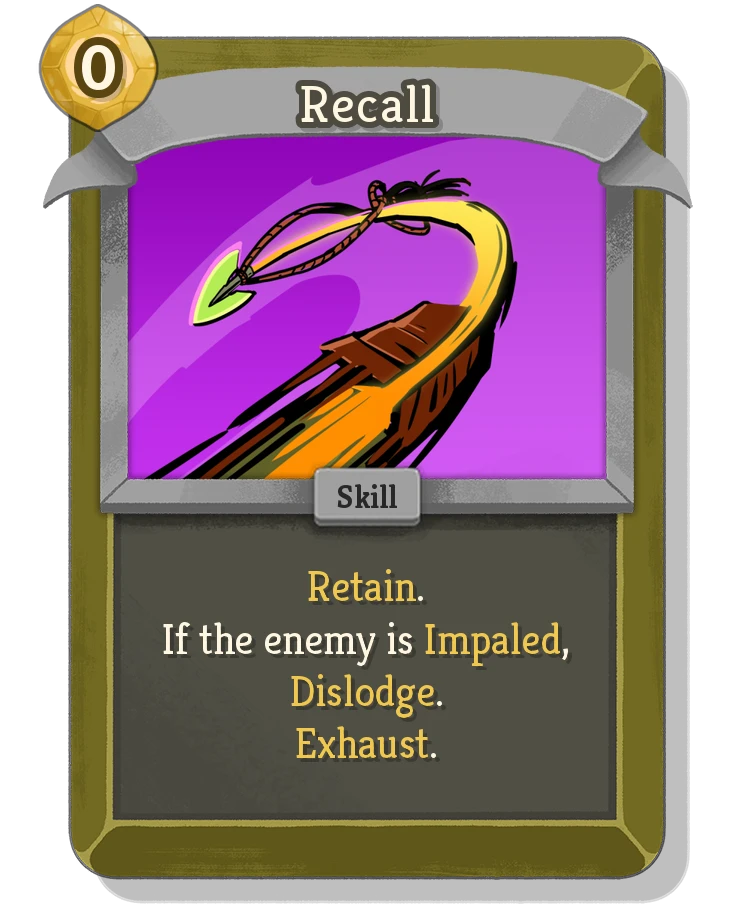 0
Recall
Skill
Retain.
If the enemy is Impaled,
Dislodge.
Exhaust.